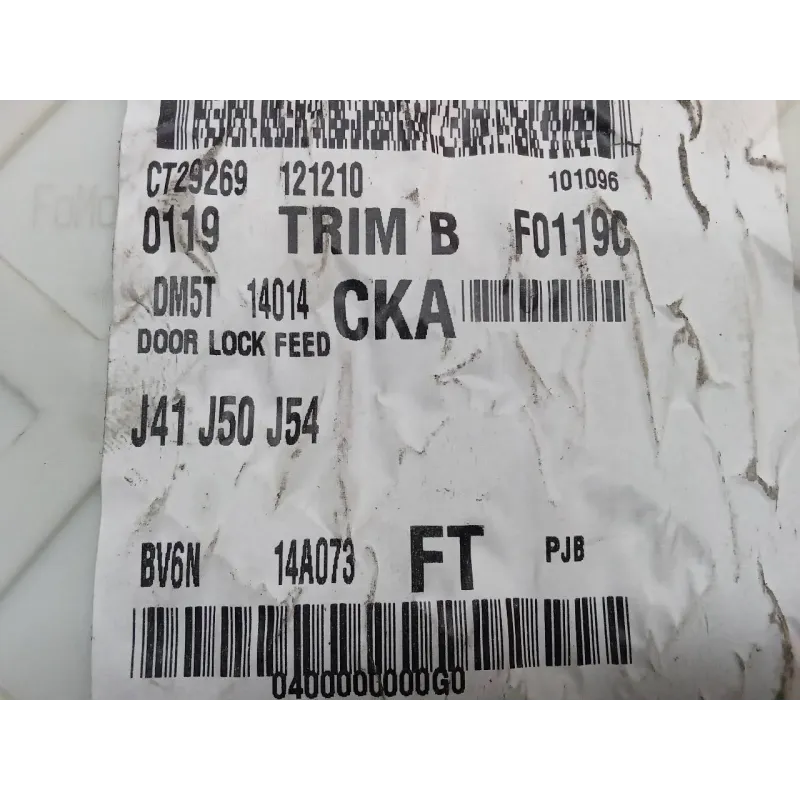 CT29269 121210 101096
0119 TRIM B F0119C
DM5T 14014 CKA
DOOR LOCK FEED
J41 J50 J54
BV6N 14A073 FT PJB
0400000000G0